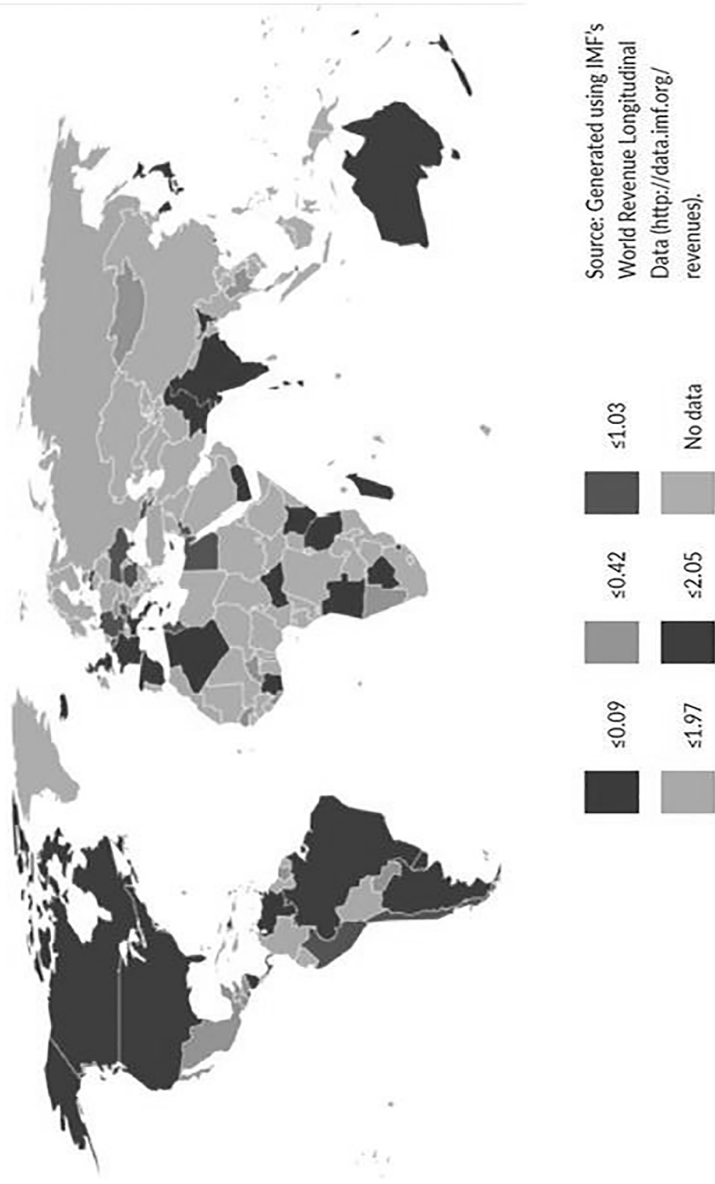 ≤0.09
≤0.42
≤1.03
≤1.97
≤2.05
No data
Source: Generated using IMF's
World Revenue Longitudinal
Data (http://data.imf.org/
revenues).